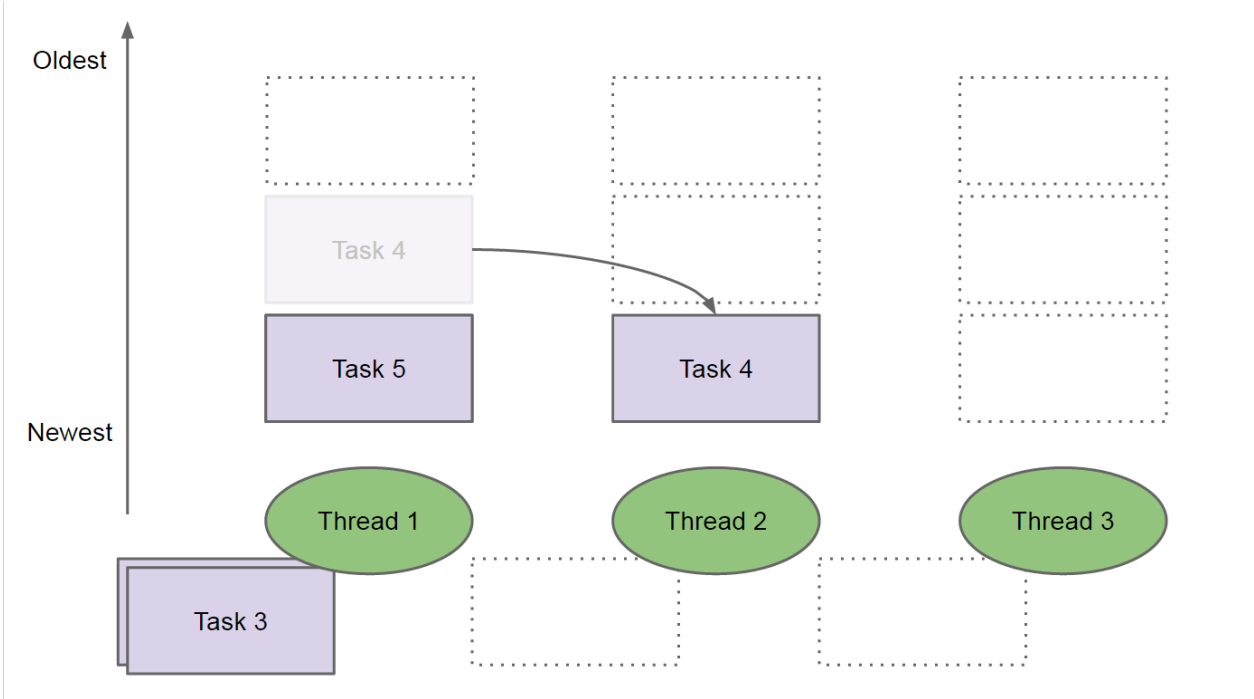 Oldest
Task 4
Task 5
Task 4
Newest
Thread 1
Thread 2
Thread 3
Task 3